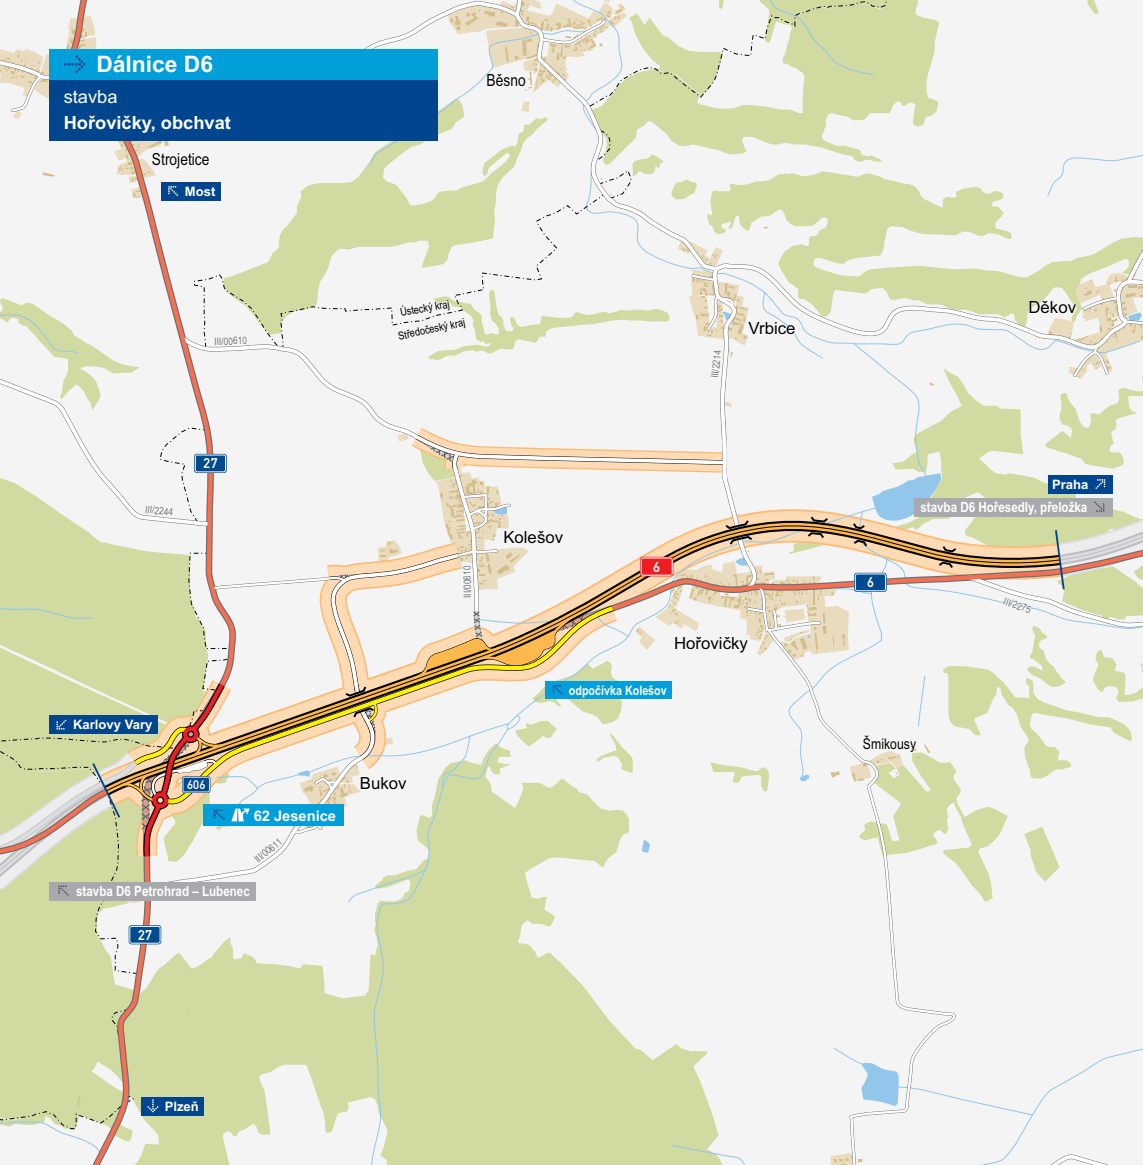 Dálnice D6
stavba
Hořovičky, obchvat
Běsno
Strojetice
Most
Ústecký kraj
Středočeský kraj
Děkov
Vrbice
III/00610
III/2214
27
Praha
stavba D6 Hořesedly, přeložka
III/2244
Kolešov
6
6
III/00610
III/2275
Hořovičky
odpočívka Kolešov
Karlovy Vary
Šmikousy
606
Bukov
62 Jesenice
III/00611
stavba D6 Petrohrad – Lubenec
27
Plzeň